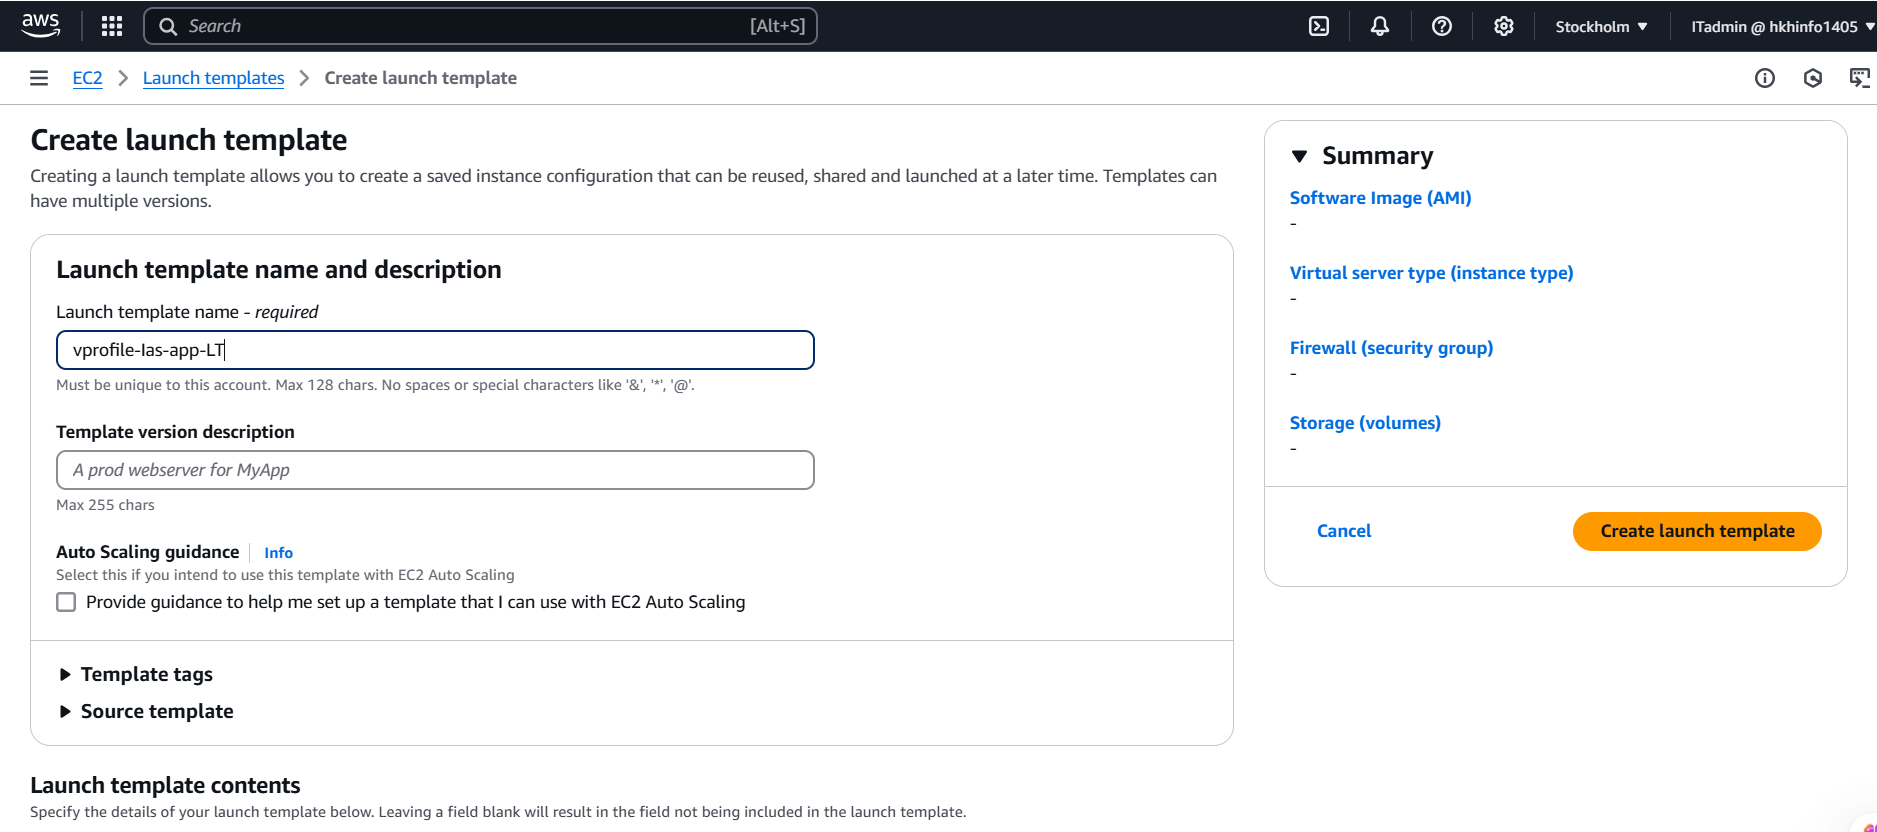 aws
Search [Alt+S]
Stockholm
ITadmin @ hkhinfo1405
EC2
Launch templates
Create launch template
Create launch template
Creating a launch template allows you to create a saved instance configuration that can be reused, shared and launched at a later time. Templates can
have multiple versions.
Launch template name and description
Launch template name - required
vprofile-las-app-LT
Must be unique to this account. Max 128 chars. No spaces or special characters like '&', '*', '@'.
Template version description
A prod webserver for MyApp
Max 255 chars
Auto Scaling guidance
Info
Select this if you intend to use this template with EC2 Auto Scaling
Provide guidance to help me set up a template that I can use with EC2 Auto Scaling
Template tags
Source template
Launch template contents
Specify the details of your launch template below. Leaving a field blank will result in the field not being included in the launch template.
Summary
Software Image (AMI)
-
Virtual server type (instance type)
-
Firewall (security group)
-
Storage (volumes)
-
Cancel
Create launch template